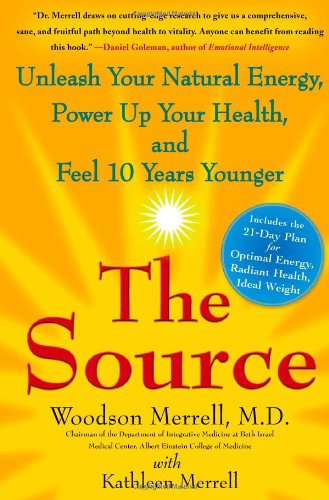 "Dr. Merrell draws on cutting-edge research to give us a comprehensive,
sane, and fruitful path beyond health to vitality. Anyone can benefit from reading
this book." —Daniel Goleman, author of Emotional Intelligence
Unleash Your Natural Energy,
Power Up Your Health,
and
Feel 10 Years Younger
Includes the
21-Day Plan
for
Optimal Energy,
Radiant Health,
Ideal Weight
The
Source
Woodson Merrell, M.D.
Chairman of the Department of Integrative Medicine at Beth Israel
Medical Center, Albert Einstein College of Medicine
with
Kathleen Merrell